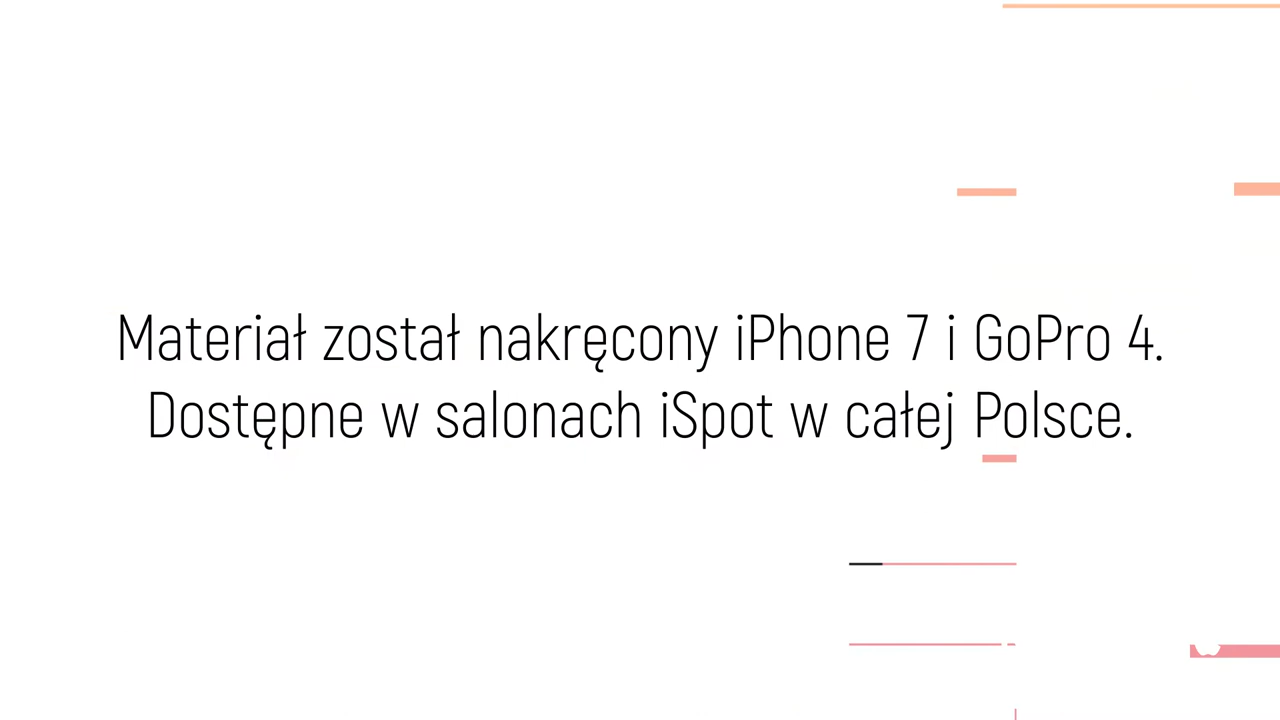 Materiał został nakręcony iPhone 7 i GoPro 4.
Dostępne w salonach iSpot w całej Polsce.